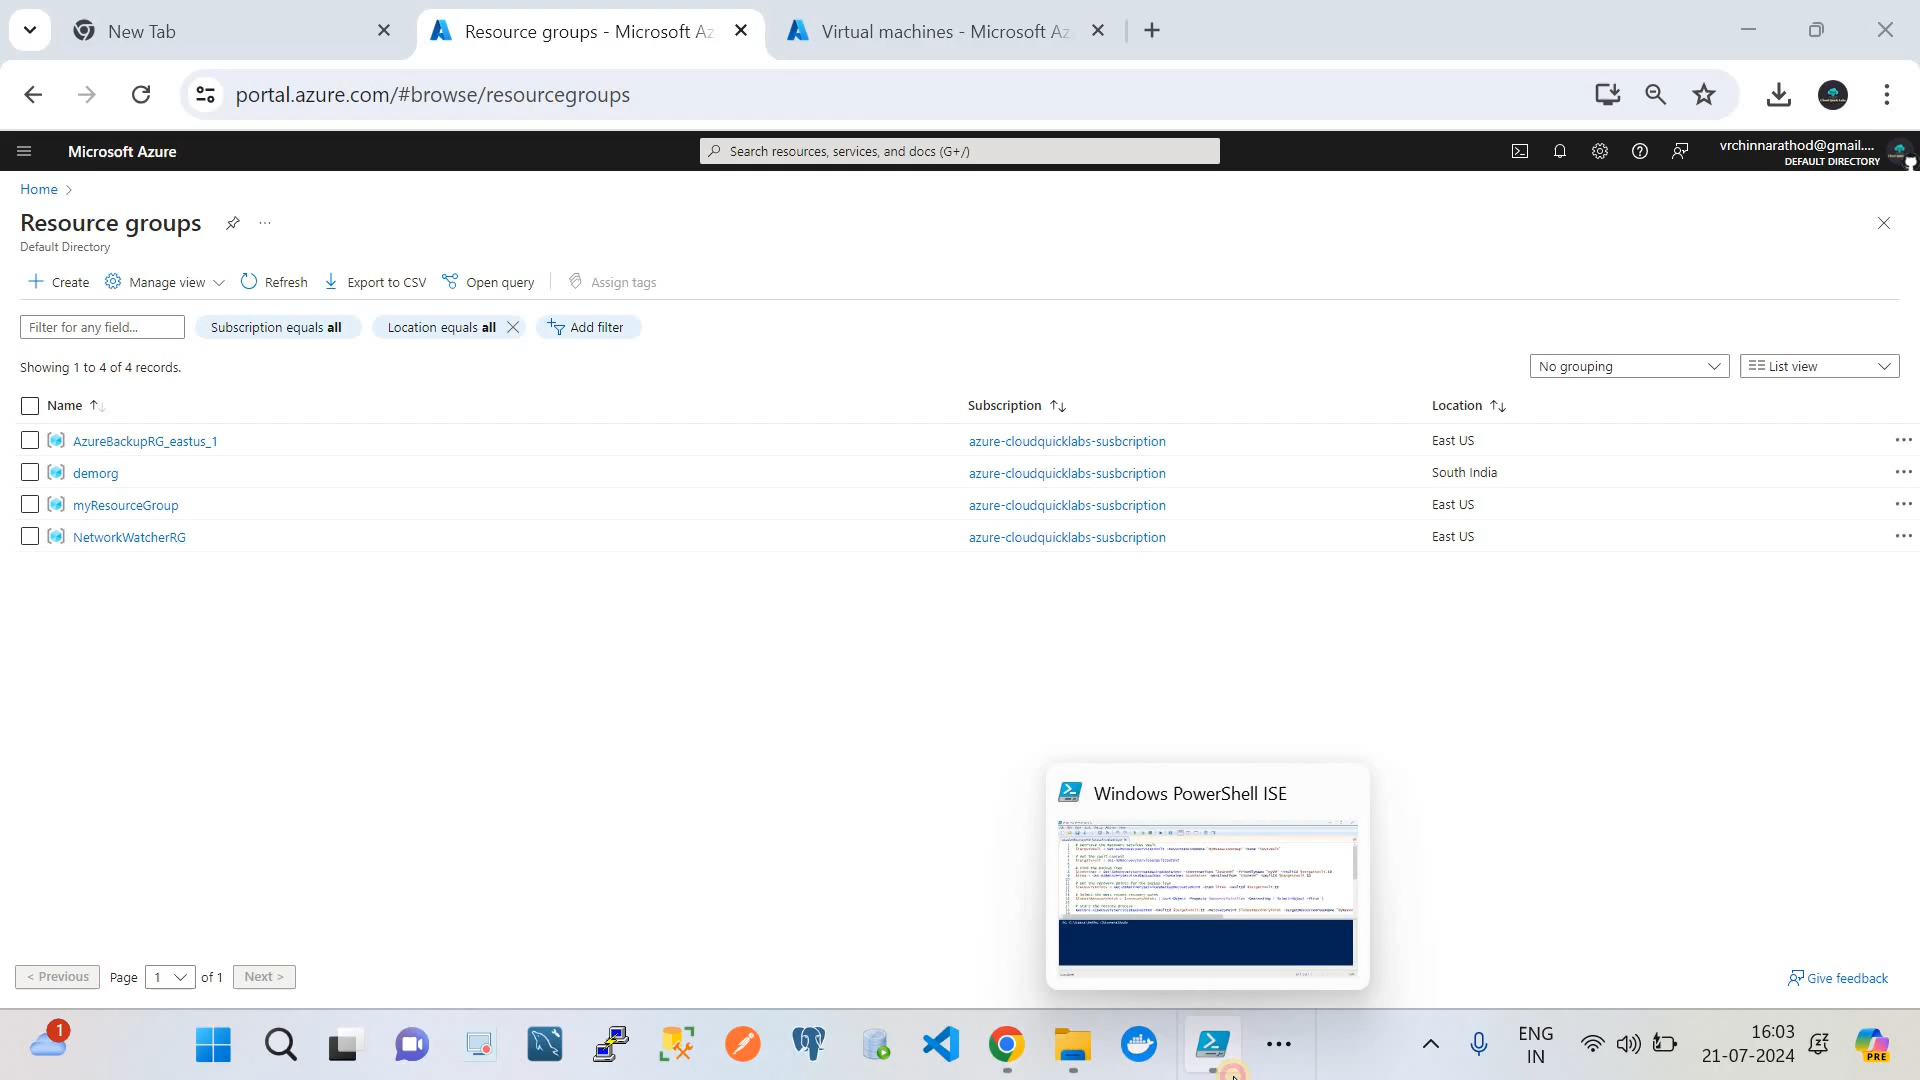 New Tab
Resource groups - Microsoft Az
Virtual machines - Microsoft Az
portal.azure.com/#browse/resourcegroups
Microsoft Azure
Search resources, services, and docs (G+/)
vrchinnarathod@gmail....
DEFAULT DIRECTORY
Home
Resource groups
Default Directory
Create
Manage view
Refresh
Export to CSV
Open query
Assign tags
Filter for any field...
Subscription equals all
Location equals all
Add filter
Showing 1 to 4 of 4 records.
No grouping
List view
Name
Subscription
Location
AzureBackupRG_eastus_1
azure-cloudquicklabs-susbcription
East US
demorg
azure-cloudquicklabs-susbcription
South India
myResourceGroup
azure-cloudquicklabs-susbcription
East US
NetworkWatcherRG
azure-cloudquicklabs-susbcription
East US
Windows PowerShell ISE
< Previous
Page
1
of 1
Next >
Give feedback
1
ENG
IN
16:03
21-07-2024
PRE